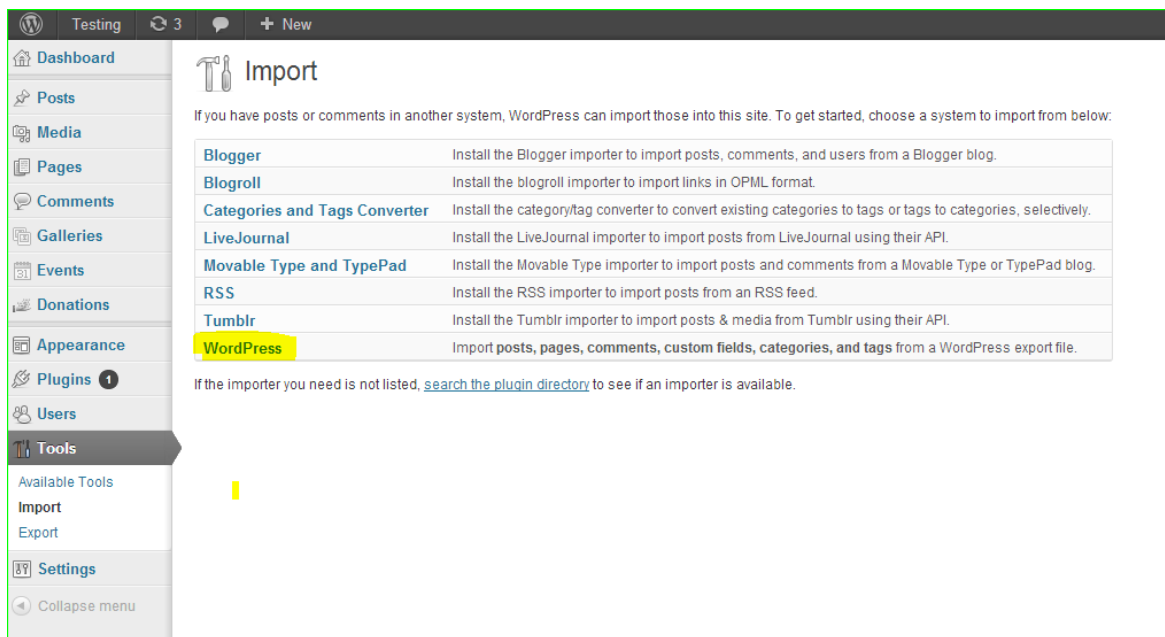 Testing 3 + New
Dashboard
Posts
Media
Pages
Comments
Galleries
31 Events
Donations
Appearance
Plugins 1
Users
Tools
Available Tools
Import
Export
Settings
Collapse menu
Import
If you have posts or comments in another system, WordPress can import those into this site. To get started, choose a system to import from below:
Blogger Install the Blogger importer to import posts, comments, and users from a Blogger blog.
Blogroll Install the blogroll importer to import links in OPML format.
Categories and Tags Converter Install the category/tag converter to convert existing categories to tags or tags to categories, selectively.
LiveJournal Install the LiveJournal importer to import posts from LiveJournal using their API.
Movable Type and TypePad Install the Movable Type importer to import posts and comments from a Movable Type or TypePad blog.
RSS Install the RSS importer to import posts from an RSS feed.
Tumblr Install the Tumblr importer to import posts & media from Tumblr using their API.
WordPress Import posts, pages, comments, custom fields, categories, and tags from a WordPress export file.
If the importer you need is not listed, search the plugin directory to see if an importer is available.